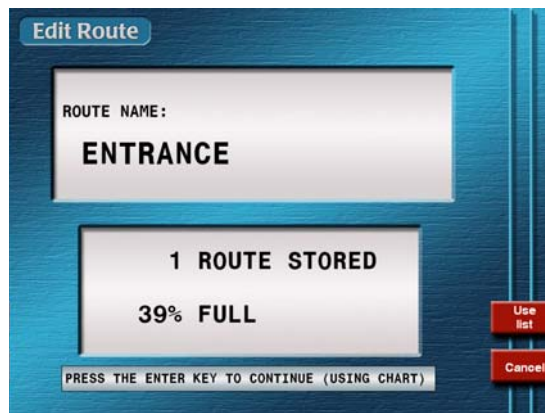 Edit Route
ROUTE NAME:
ENTRANCE
1 ROUTE STORED
39% FULL
Use
list
Cancel
PRESS THE ENTER KEY TO CONTINUE (USING CHART)